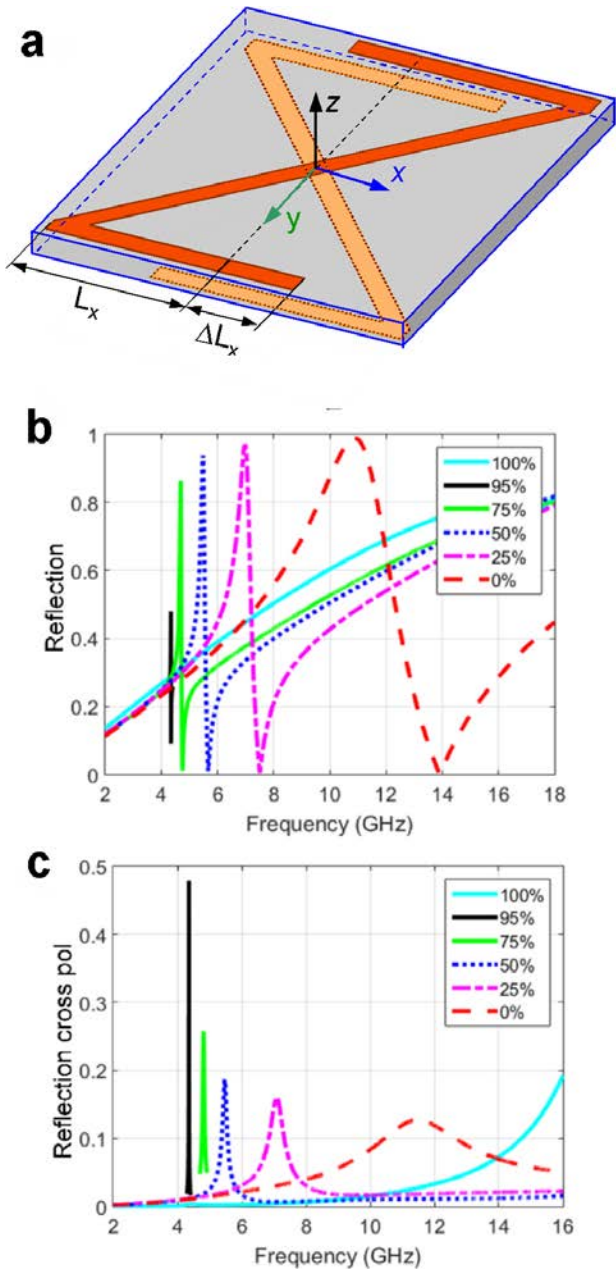 a
z
x
y
Lx
ΔLx
b
Reflection
1
0.8
0.6
0.4
0.2
0
2 4 6 8 10 12 14 16 18
Frequency (GHz)
100%
95%
75%
50%
25%
0%
c
Reflection cross pol
0.5
0.4
0.3
0.2
0.1
0
2 4 6 8 10 12 14 16
Frequency (GHz)
100%
95%
75%
50%
25%
0%